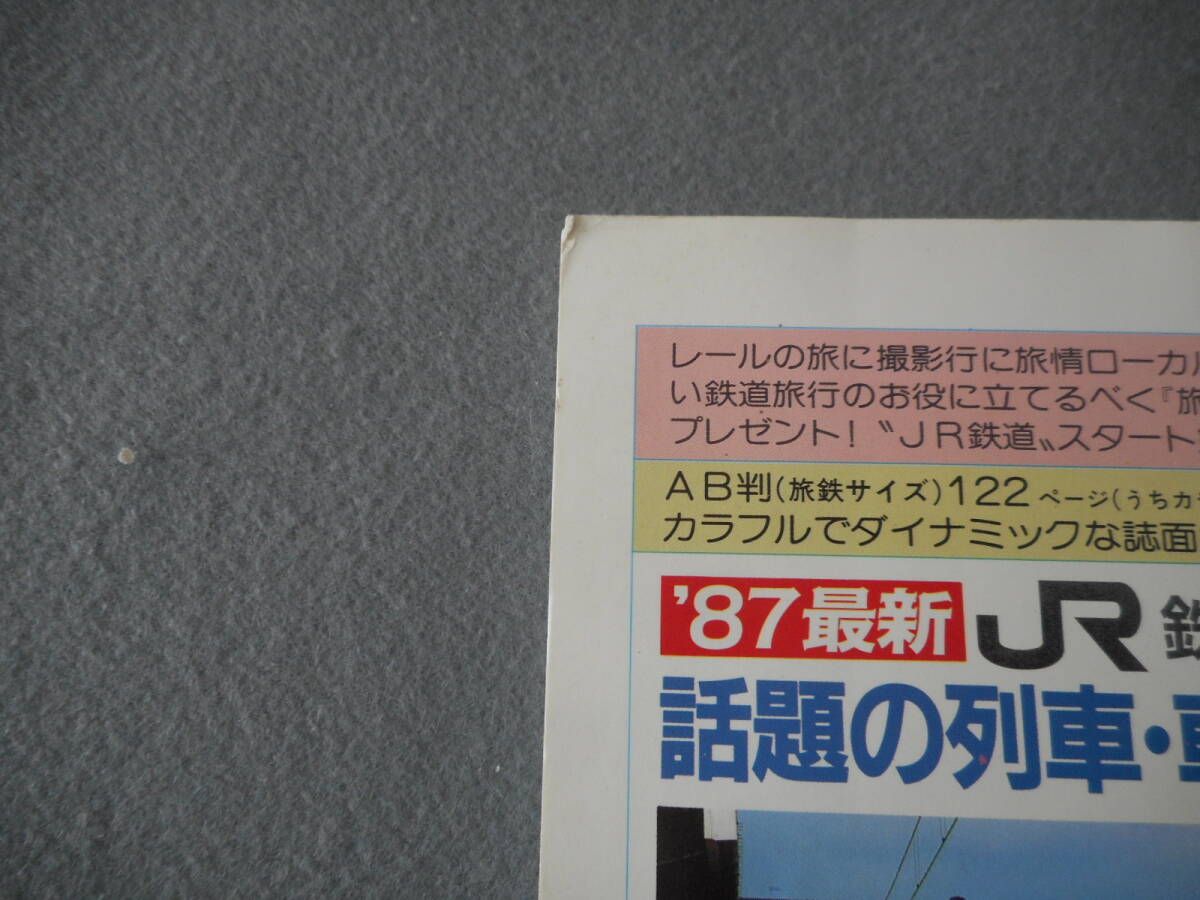 レールの旅に撮影行に旅情ローカル
い鉄道旅行のお役に立てるべく『旅
プレゼント!〝JR鉄道〟スタート
AB判(旅鉄サイズ)122ページ(うちカ
カラフルでダイナミックな誌面
'87最新 JR 鉄
話題の列車・車